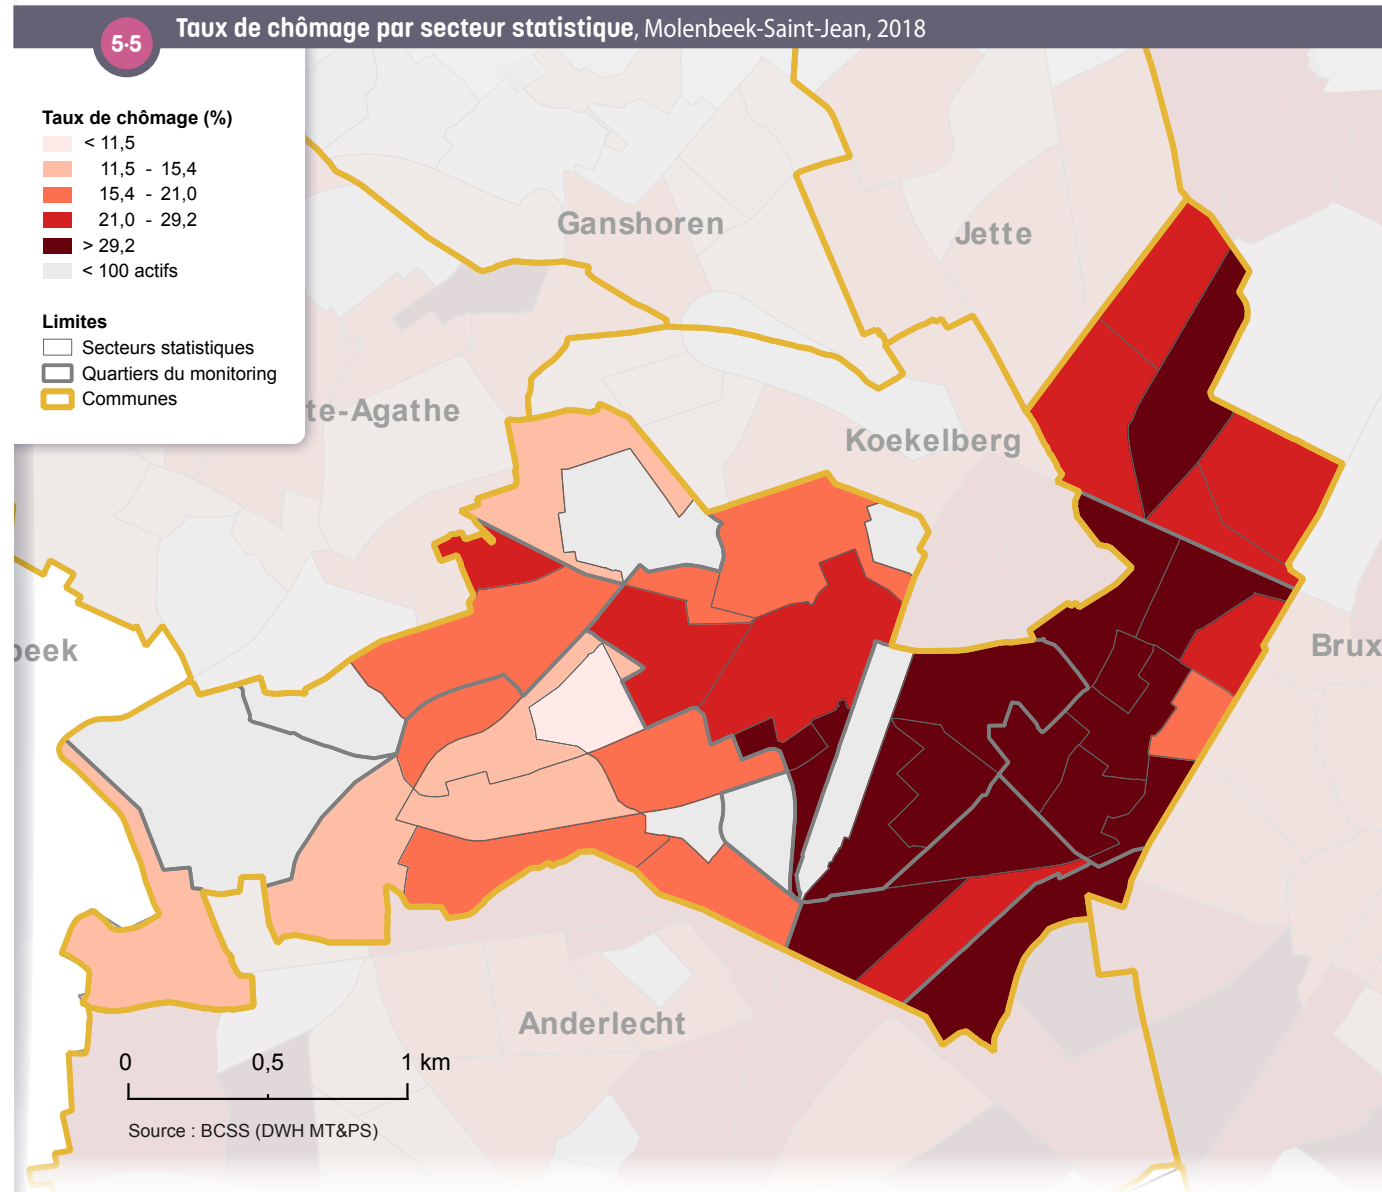 5·5
Taux de chômage par secteur statistique, Molenbeek-Saint-Jean, 2018
Taux de chômage (%)
< 11,5
11,5 - 15,4
15,4 - 21,0
21,0 - 29,2
> 29,2
< 100 actifs
Limites
Secteurs statistiques
Quartiers du monitoring
Communes
Ganshoren
Jette
te-Agathe
Koekelberg
beek
Brux
Anderlecht
0 0,5 1 km
Source : BCSS (DWH MT&PS)